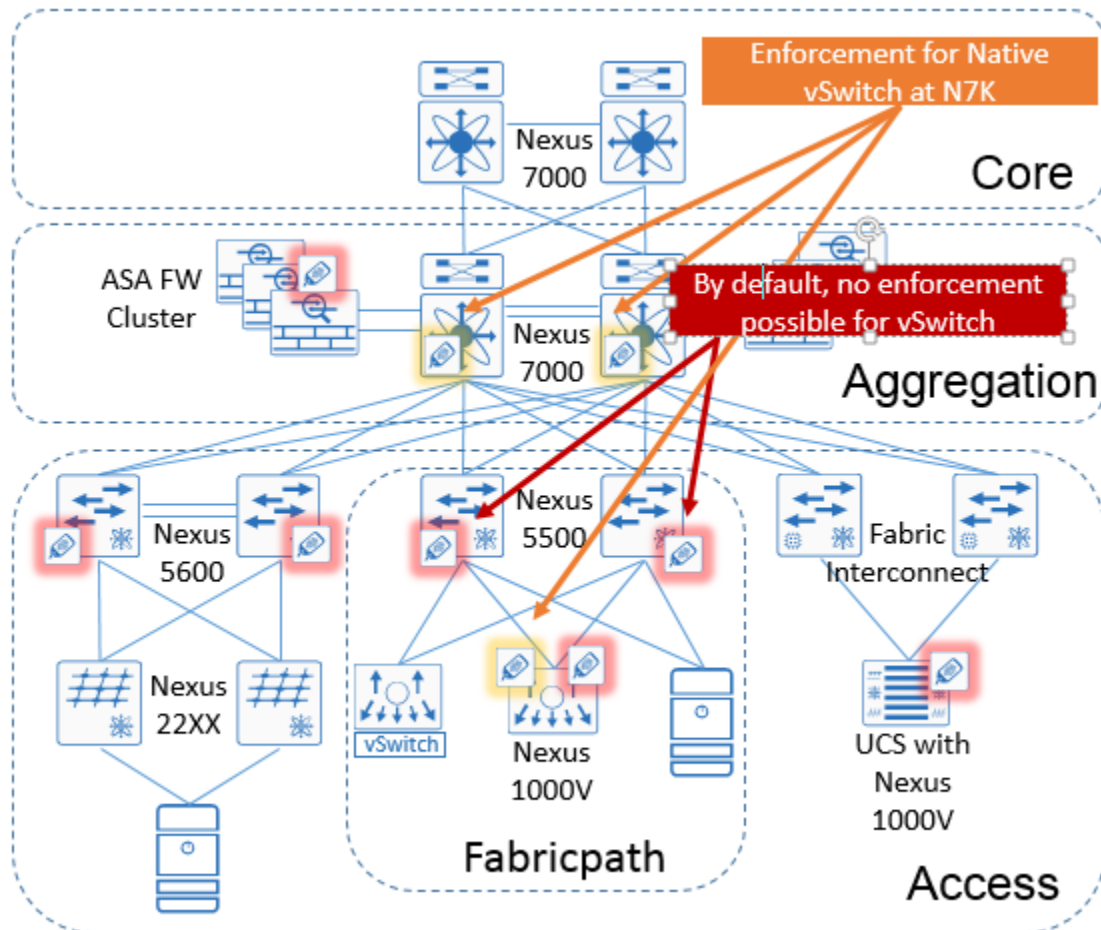 Enforcement for Native
vSwitch at N7K
Nexus
7000
Core
ASA FW
Cluster
By default, no enforcement
possible for vSwitch
Nexus
7000
Aggregation
Nexus
5600
Nexus
5500
Fabric
Interconnect
Nexus
22XX
vSwitch
Nexus
1000V
UCS with
Nexus
1000V
Fabricpath
Access